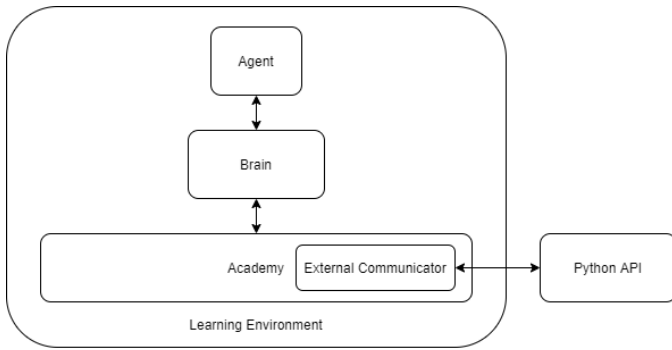 Agent
Brain
Academy
External Communicator
Python API
Learning Environment